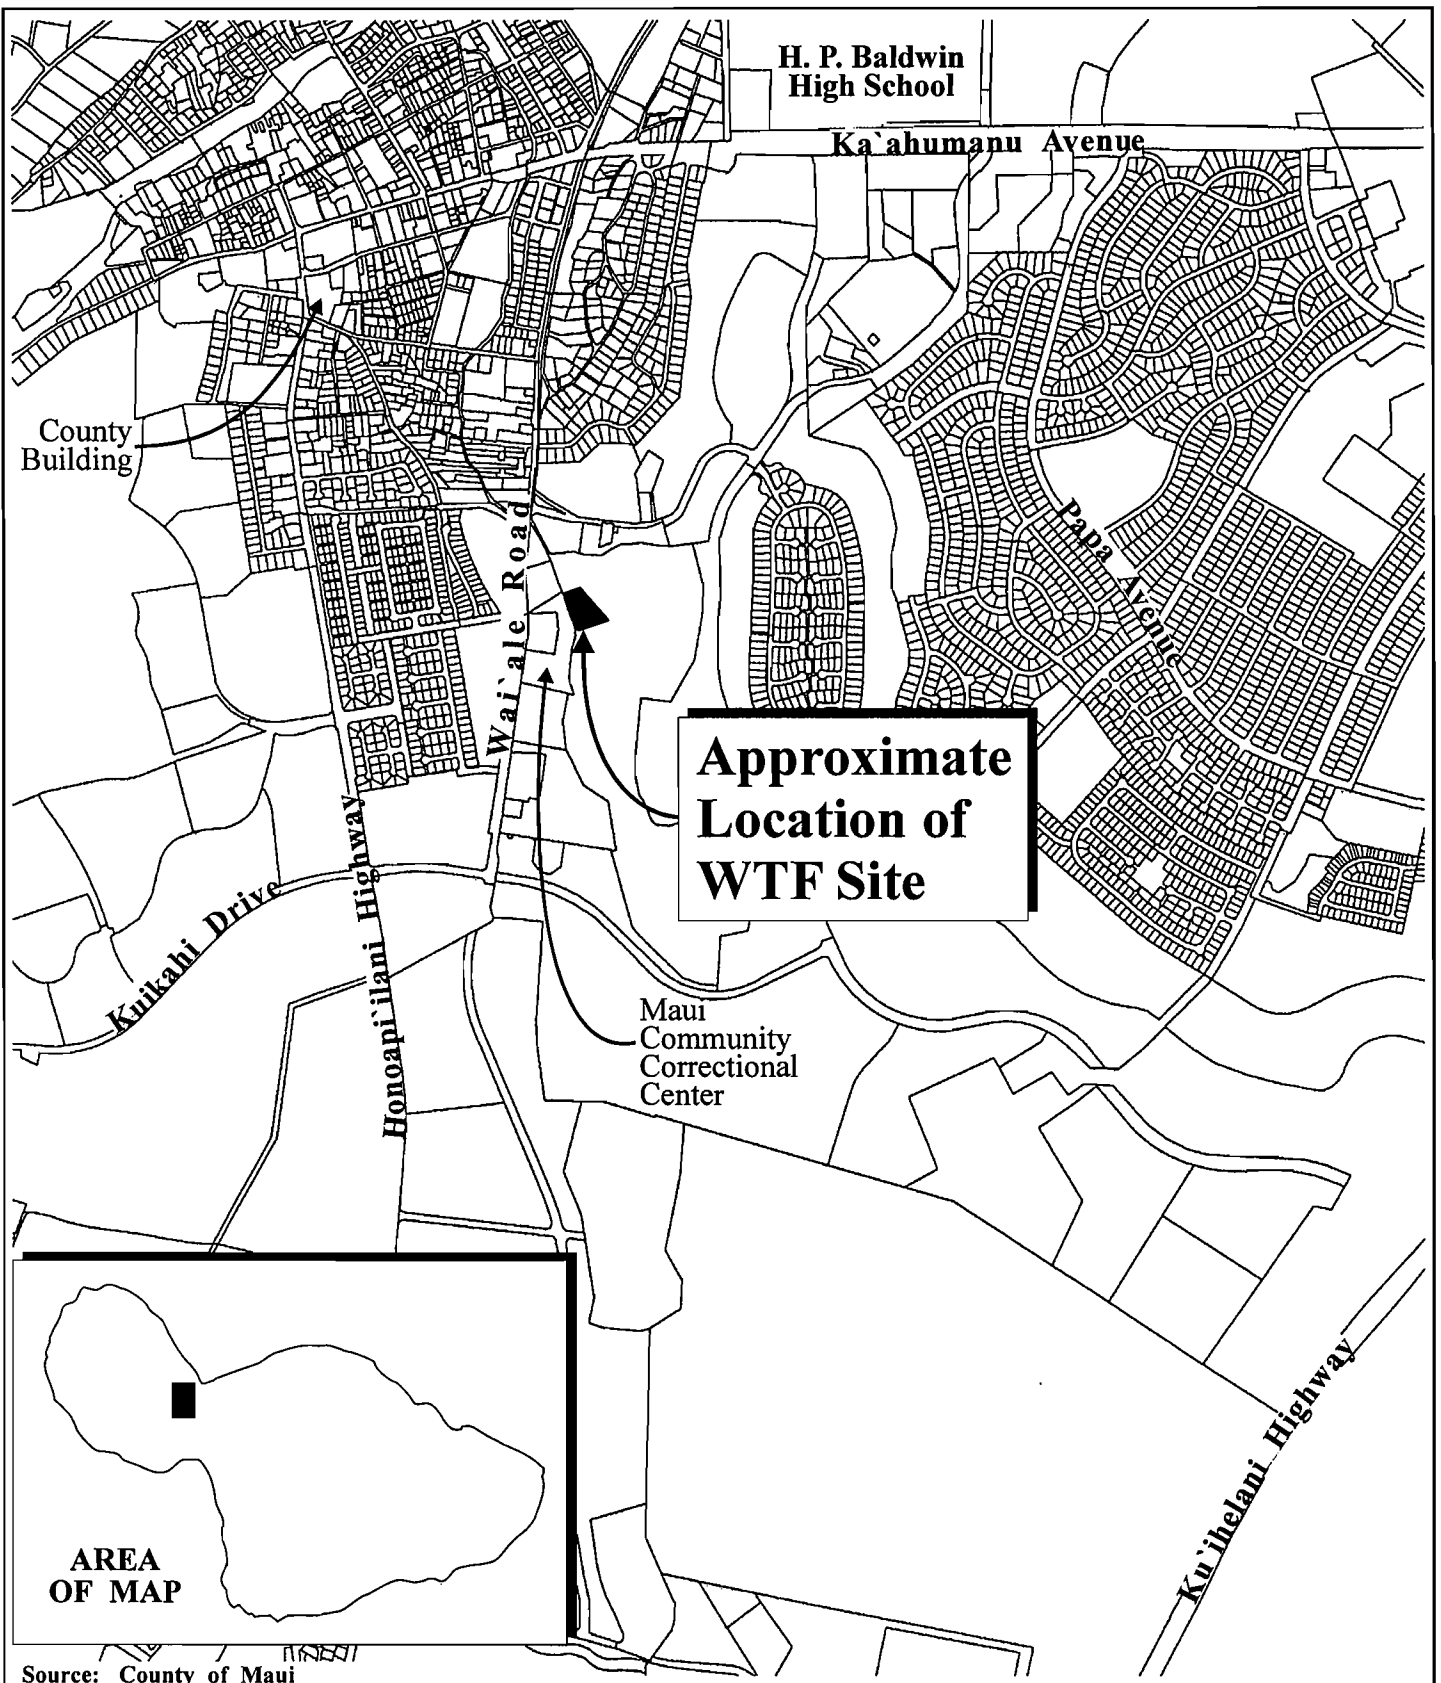 H. P. Baldwin
High School
Ka`ahumanu Avenue
County
Building
Wai`ale Road
Papa Avenue
Approximate
Location of
WTF Site
Kuikahi Drive
Honoapi`ilani Highway
Maui
Community
Correctional
Center
Ku`ihelani Highway
AREA
OF MAP
Source: County of Maui